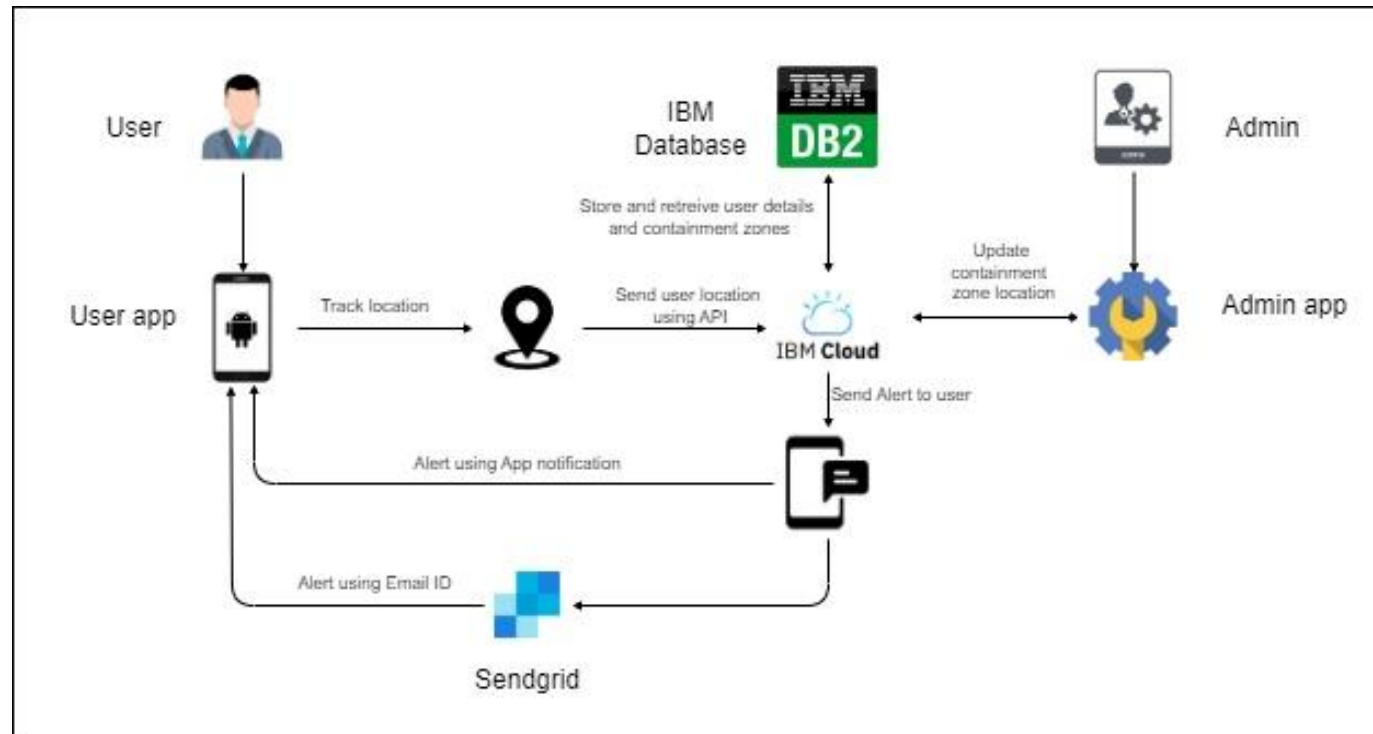 User
IBM
Database
IBM
DB2
Admin
Store and retreive user details
and containment zones
User app
Track location
Send user location
using API
IBM Cloud
Update
containment
zone location
Admin app
Send Alert to user
Alert using App notification
Alert using Email ID
Sendgrid